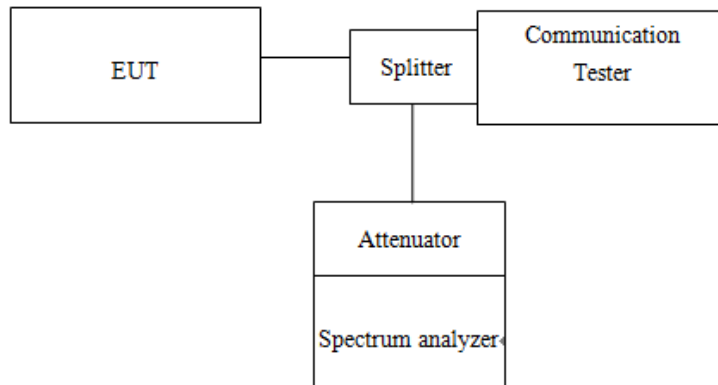 EUT
Splitter
Communication
Tester
Attenuator
Spectrum analyzer